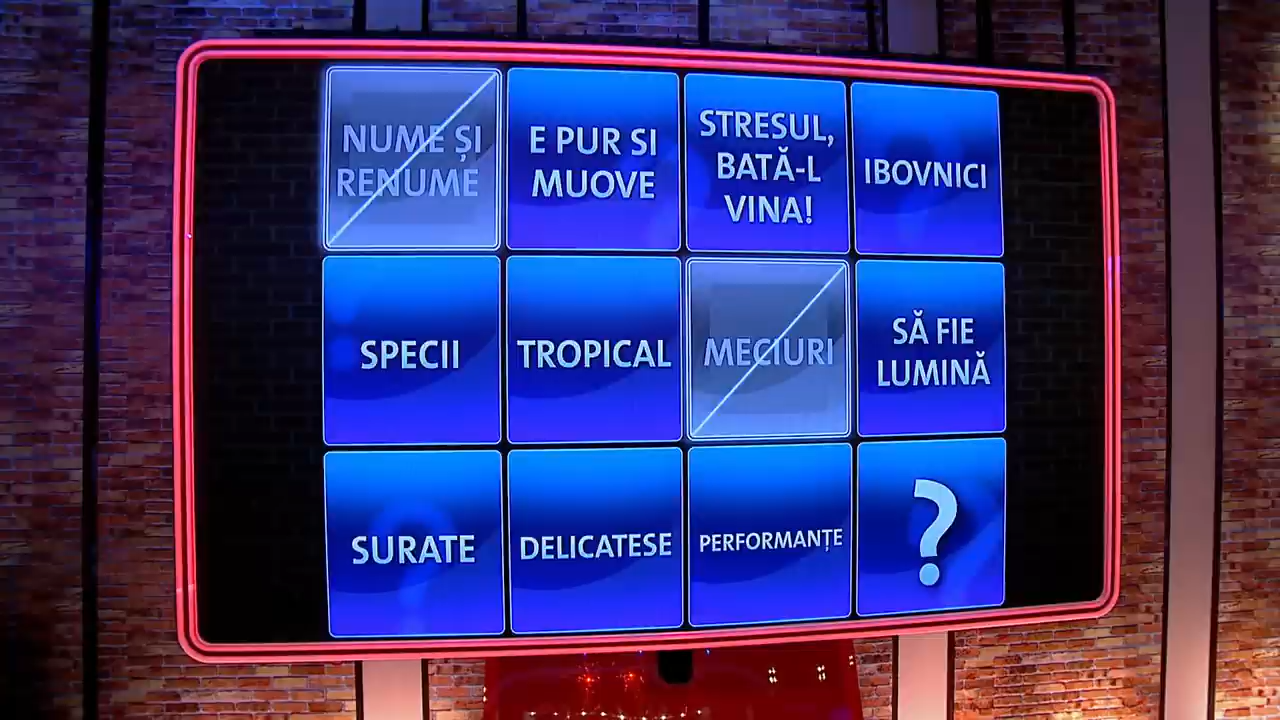 NUME ȘI
RENUME
E PUR SI
MUOVE
STRESUL,
BATĂ-L
VINA!
IBOVNICI
SPECII
TROPICAL
MECIURI
SĂ FIE
LUMINĂ
SURATE
DELICATESE
PERFORMANȚE
?